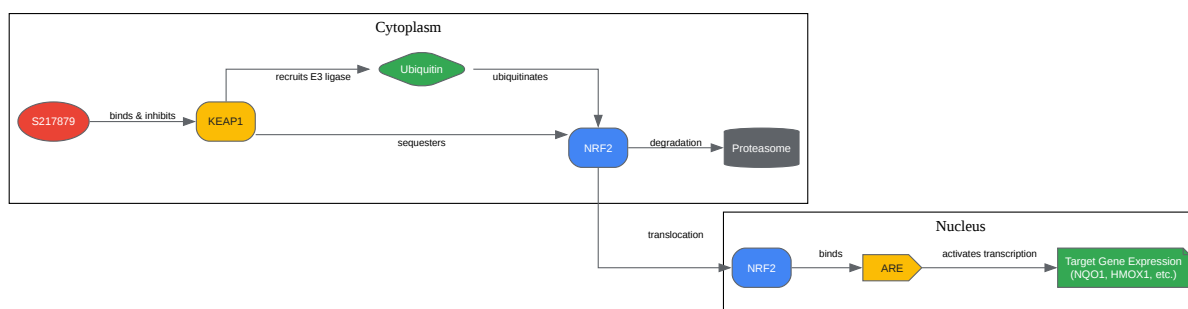 Cytoplasm
Ubiquitin
recruits E3 ligase
ubiquitinates
S217879
binds & inhibits
KEAP1
sequesters
NRF2
degradation
Proteasome
translocation
Nucleus
NRF2
binds
ARE
activates transcription
Target Gene Expression
(NQO1, HMOX1, etc.)